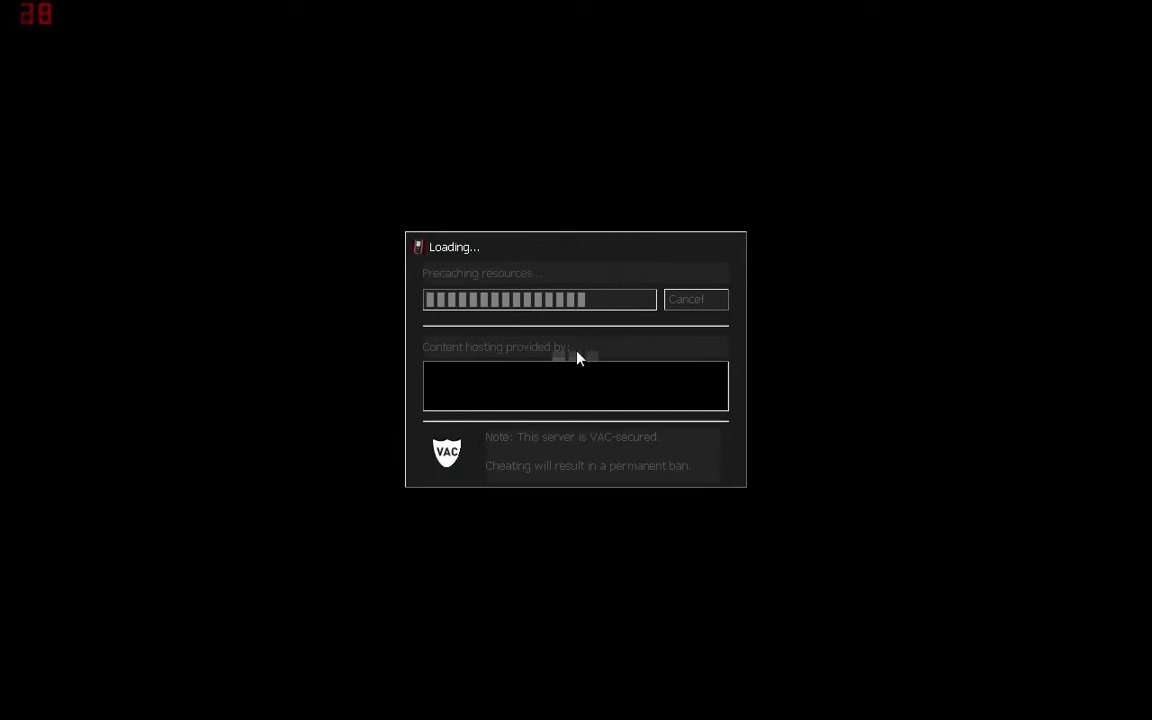 38
Loading...
Precaching resources...
Cancel
Content hosting provided by:
VAC
Note: This server is VAC-secured.
Cheating will result in a permanent ban.